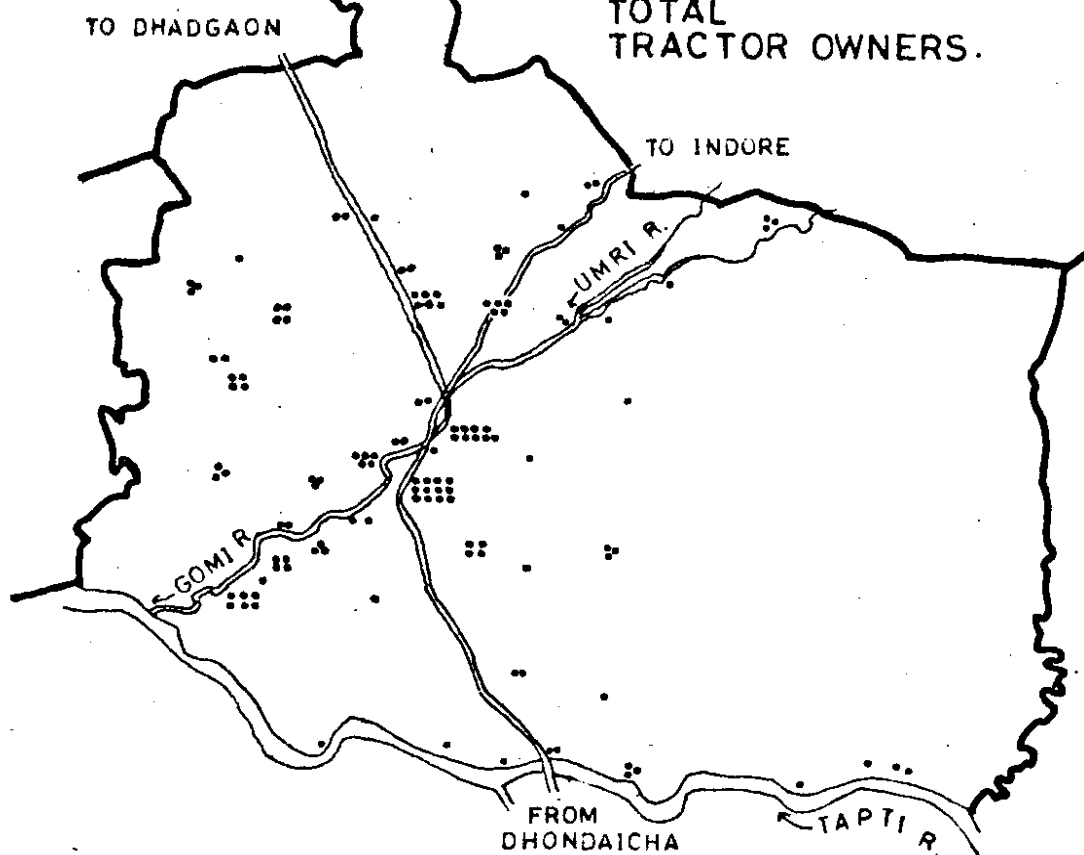 TOTAL
TRACTOR OWNERS.
TO DHADGAON
TO INDORE
UMRI R.
GOMI R.
FROM
DHONDAICHA
TAPTI R.